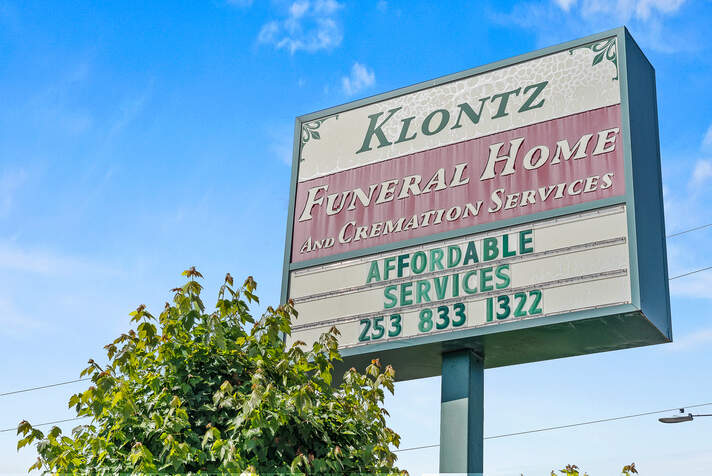 KLONTZ
FUNERAL HOME
AND CREMATION SERVICES
AFFORDABLE
SERVICES
253 833 1322